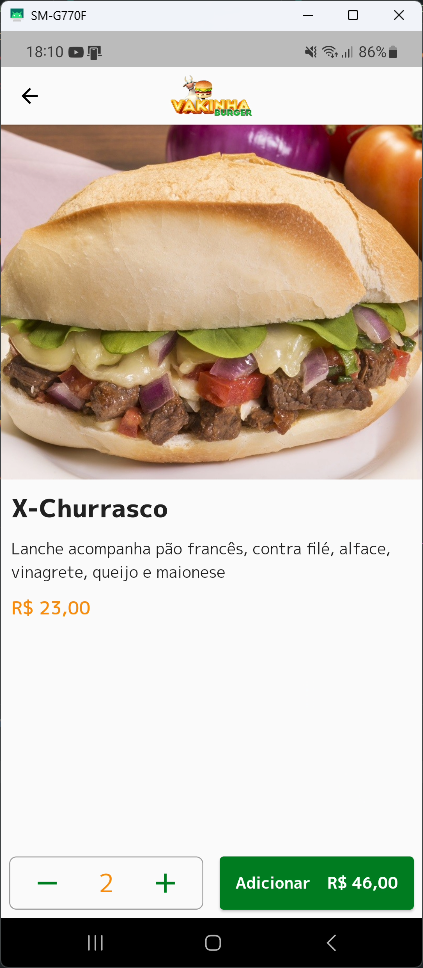 SM-G770F
18:10
86%
VAKINHA
BURGER
X-Churrasco
Lanche acompanha pão francês, contra filé, alface,
vinagrete, queijo e maionese
R$ 23,00
2
Adicionar R$ 46,00